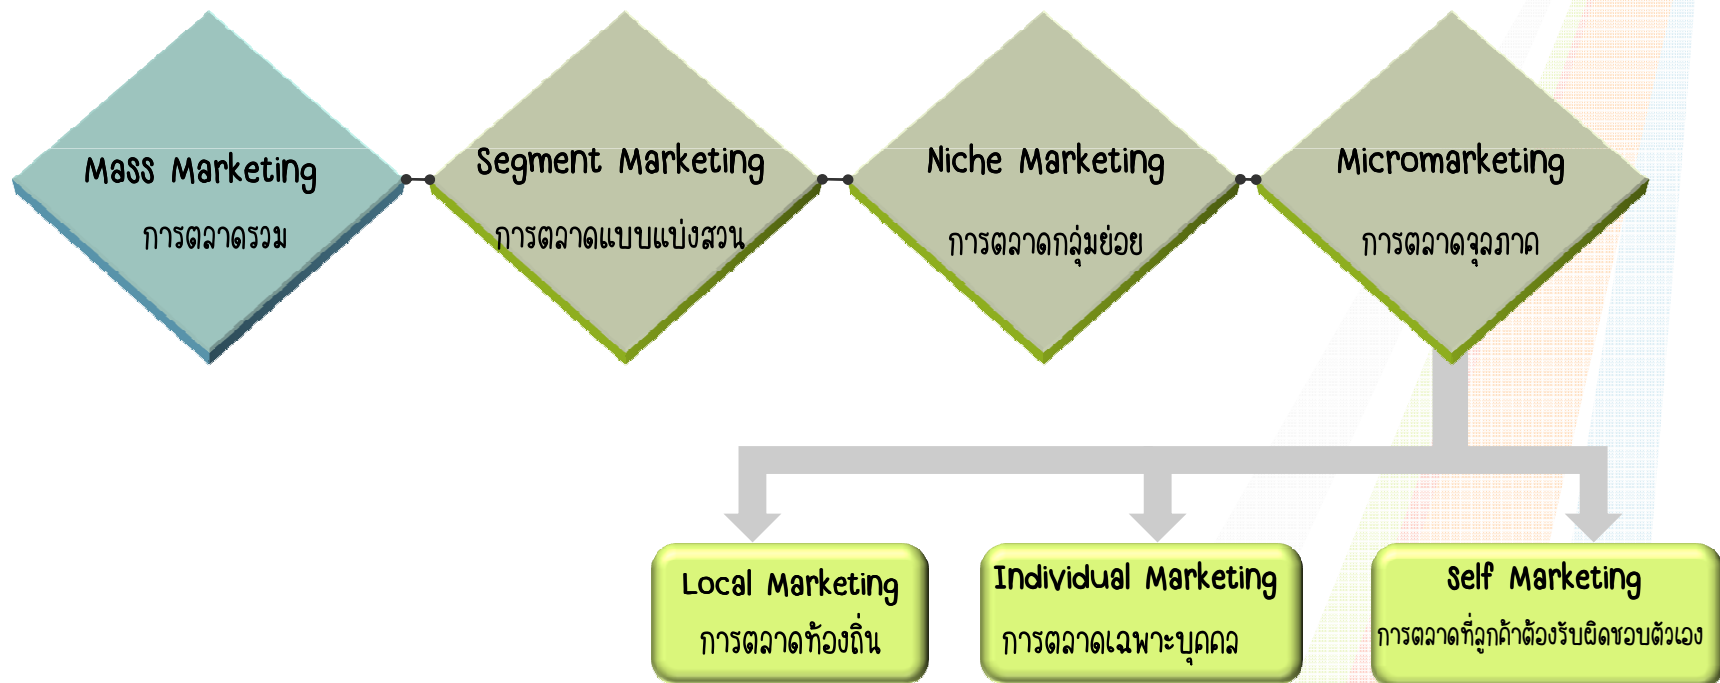 Mass Marketing
การตลาดรวม
Segment Marketing
การตลาดแบบแบ่งสวน
Niche Marketing
การตลาดกลุ่มย่อย
Micromarketing
การตลาดจุลภาค
Local Marketing
การตลาดท้องถิ่น
Individual Marketing
การตลาดเฉพาะบุคคล
Self Marketing
การตลาดที่ลูกค้าต้องรับผิดชอบตัวเอง